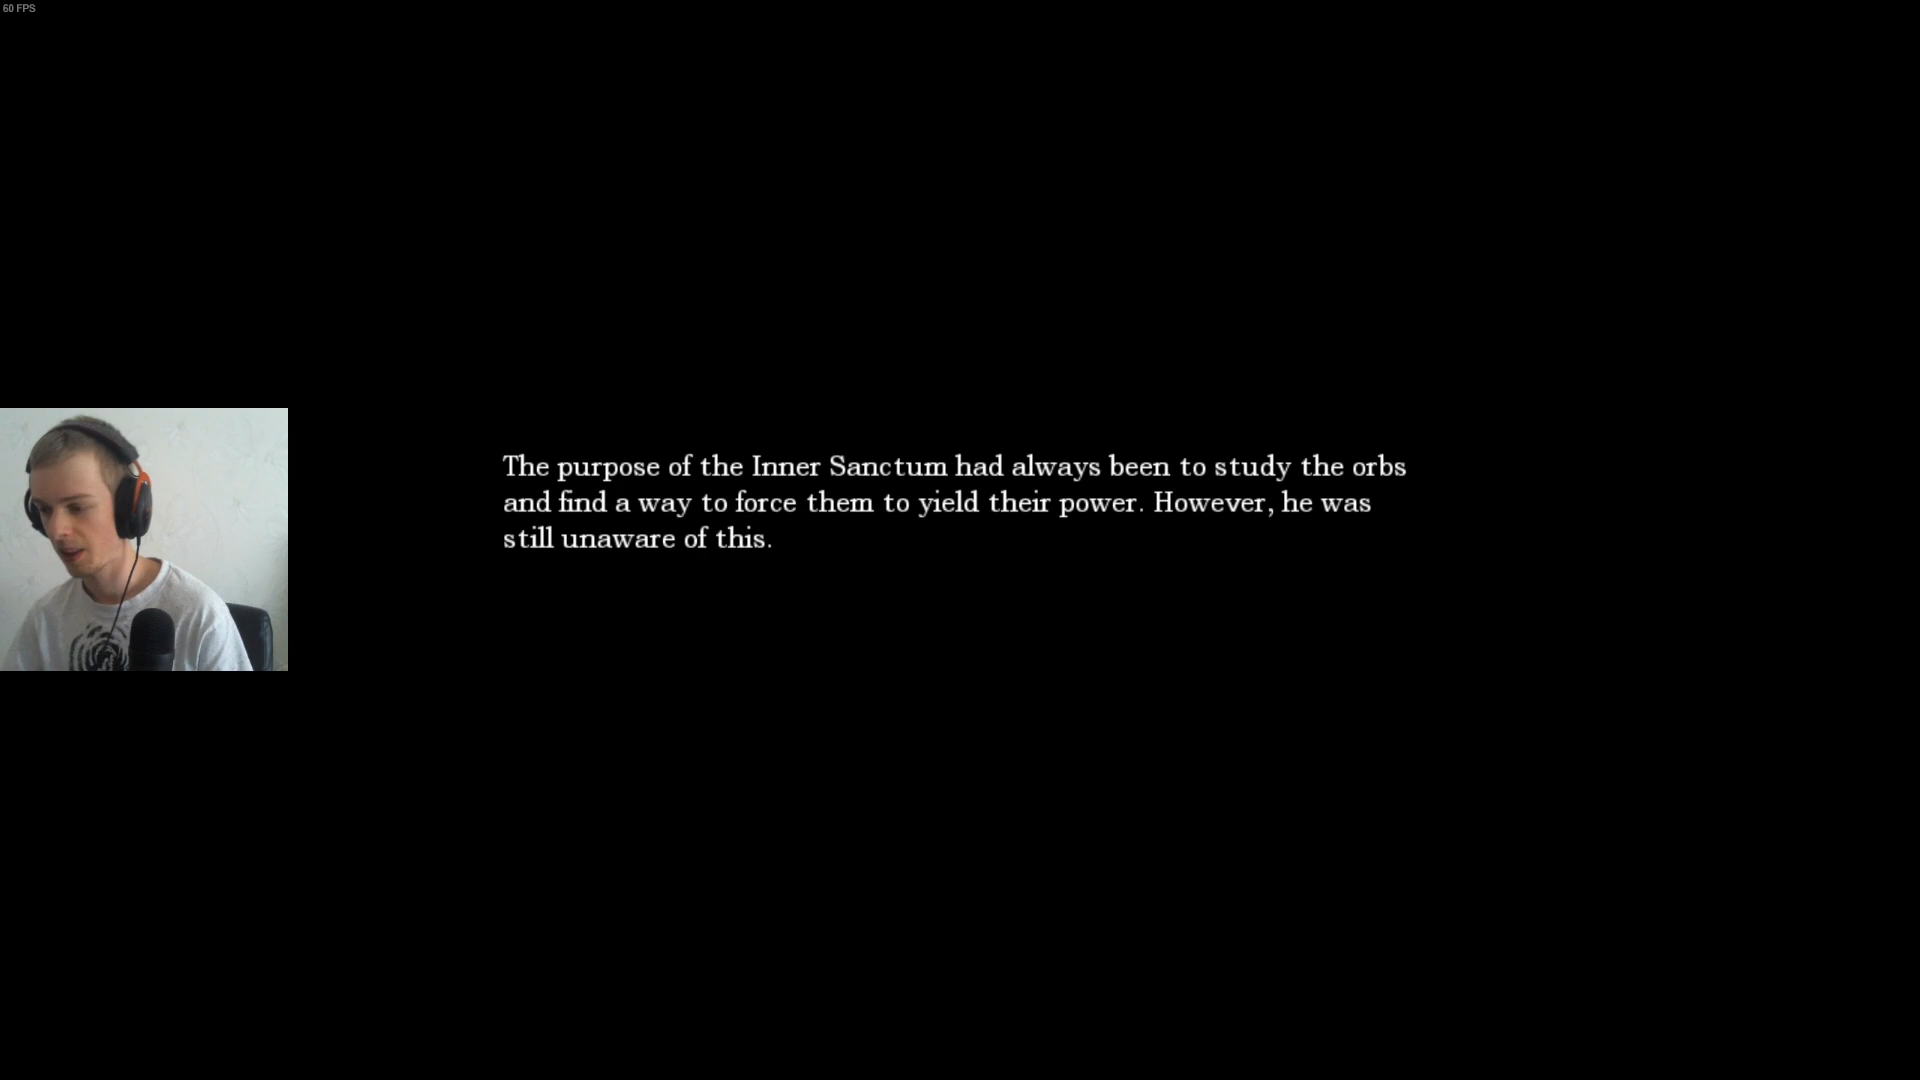 60 FPS
The purpose of the Inner Sanctum had always been to study the orbs
and find a way to force them to yield their power. However, he was
still unaware of this.